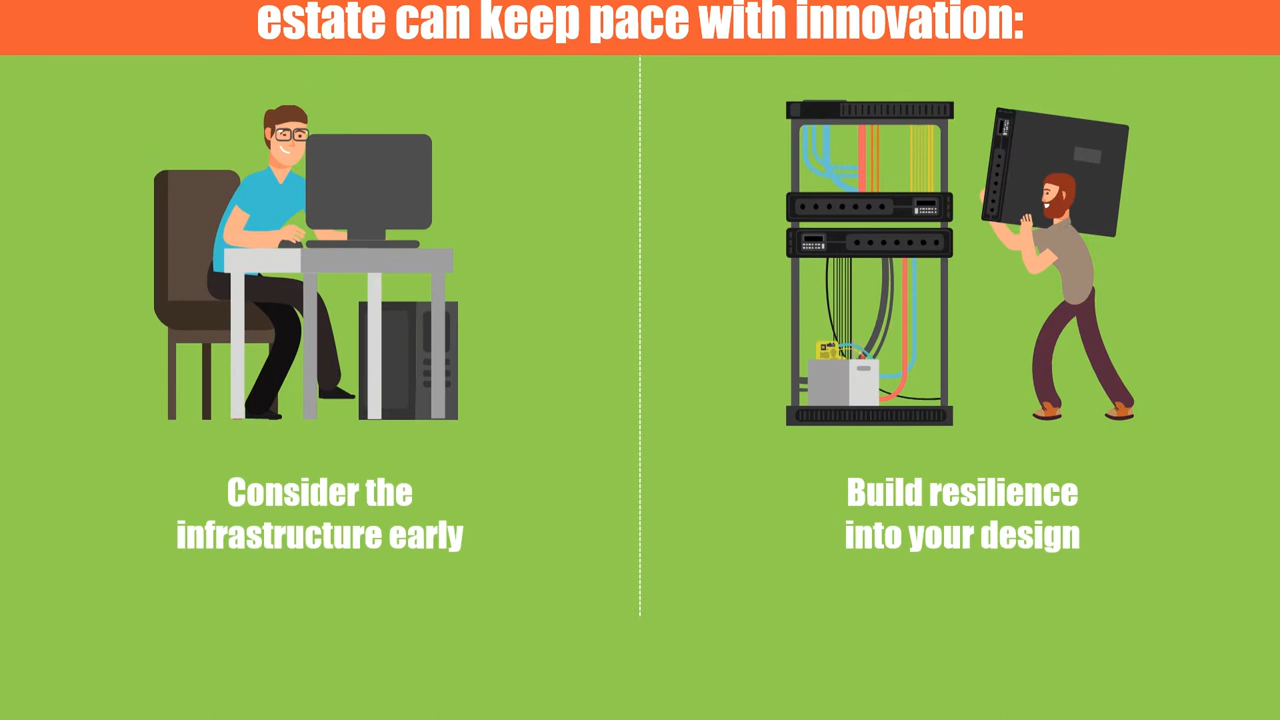 estate can keep pace with innovation:
Consider the
infrastructure early
Build resilience
into your design